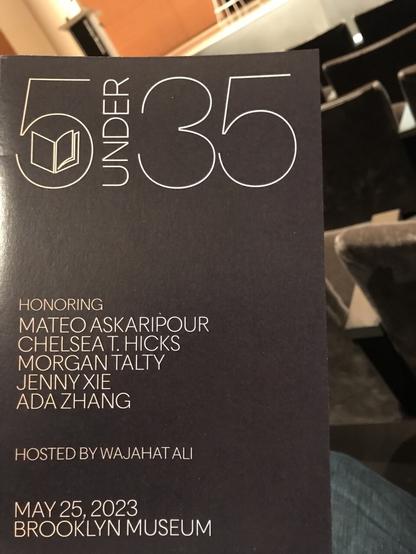 5 UNDER 35
HONORING
MATEO ASKARIPOUR
CHELSEA T. HICKS
MORGAN TALTY
JENNY XIE
ADA ZHANG
HOSTED BY WAJAHAT ALI
MAY 25, 2023
BROOKLYN MUSEUM